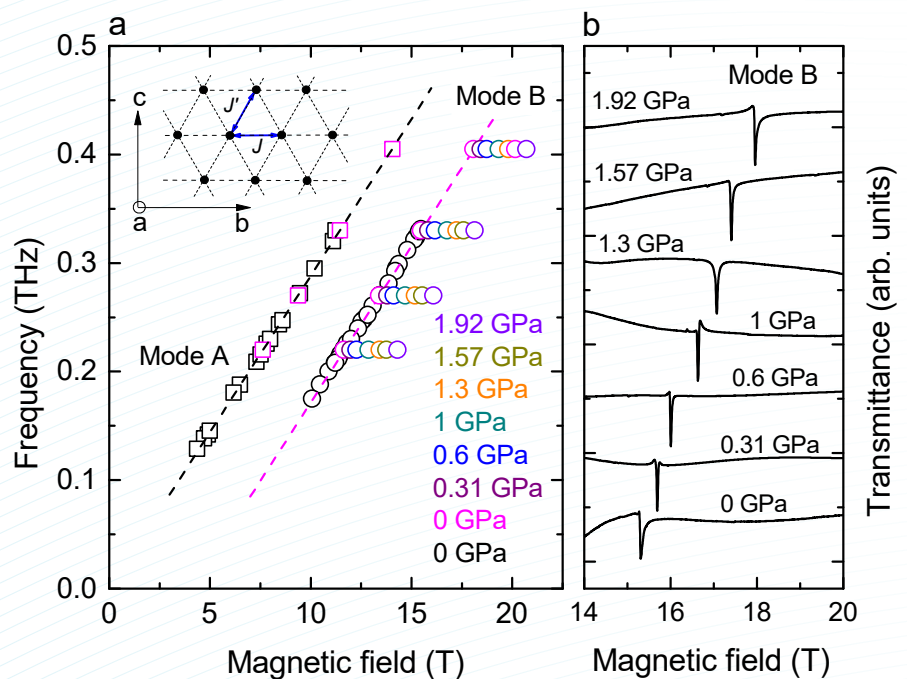 a
b
0.5
0.4
0.3
0.2
0.1
0.0
Frequency (THz)
0
5
10
15
20
Magnetic field (T)
c
J'
J
a
b
Mode A
Mode B
1.92 GPa
1.57 GPa
1.3 GPa
1 GPa
0.6 GPa
0.31 GPa
0 GPa
0 GPa
Mode B
1.92 GPa
1.57 GPa
1.3 GPa
1 GPa
0.6 GPa
0.31 GPa
0 GPa
14
16
18
20
Magnetic field (T)
Transmittance (arb. units)